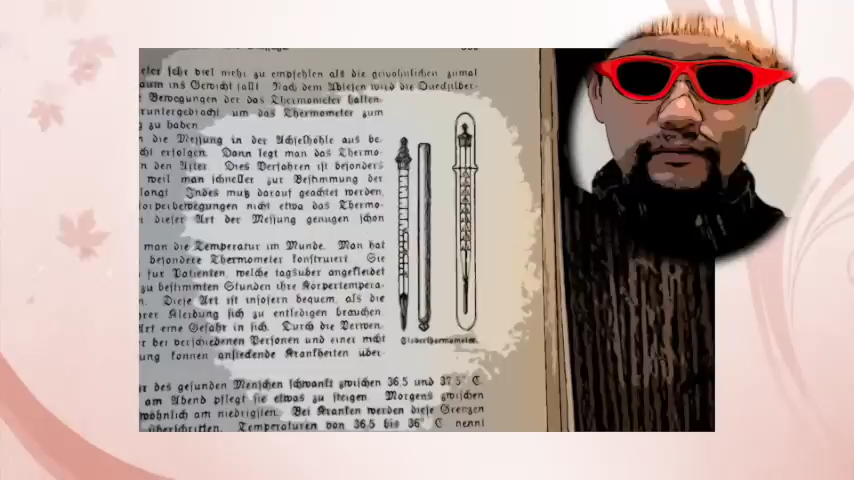 sehr viel mehr zu empfehlen als die gewöhnlichen zumal
ins Gewicht fällt Nach dem Ablesen wird die Quecksilber-
Bewegungen der das Thermometer halten-
heruntergedrückt um das Thermometer zum
zu haben
die Messung in der Achselhöhle aus be-
erfolgen. Dann legt man das Thermo-
den After. Dies Verfahren ist besonders
weil man schneller zur Bestimmung der
Indes muß darauf geachtet werden,
nicht etwa das Thermo-
dieser Art der Messung genügen schon
man die Temperatur im Munde. Man hat
besondere Thermometer konstruiert. Sie
für Patienten, welche tagsüber angekleidet
zu bestimmten Stunden ihre Körpertempera-
Diese Art ist insofern bequem, als die
Kleidung sich zu entledigen brauchen
eine Gefahr in sich. Durch die Verwen-
bei verschiedenen Personen und einer nicht
können ansteckende Krankheiten über-
Fieberthermometer.
des gesunden Menschen schwankt zwischen 36,5 und 37,5° C
am Abend pflegt sie etwas zu steigen Morgens zwischen
am niedrigsten. Bei Kranken werden diese Grenzen
überschritten. Temperaturen von 36,5 bis 36° C nennt